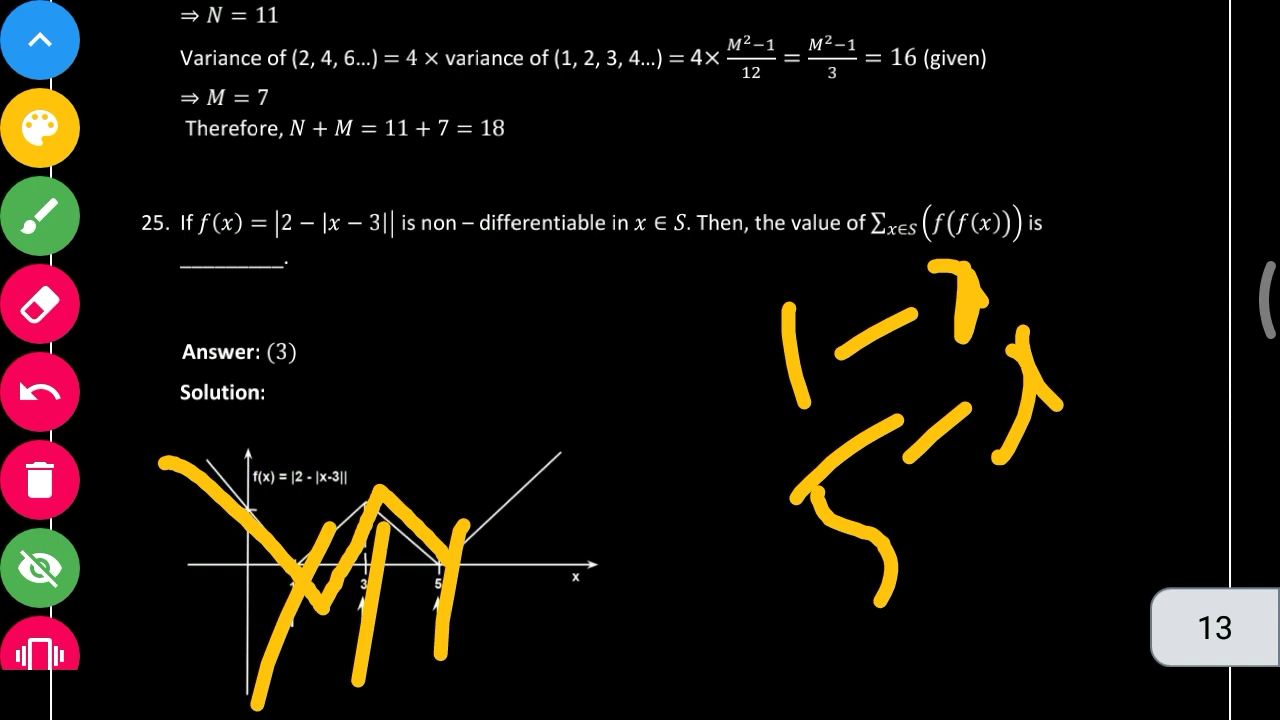 ⇒ N = 11
Variance of (2, 4, 6…) = 4 × variance of (1, 2, 3, 4…) = 4× (M²−1)/12 = (M²−1)/3 = 16 (given)
⇒ M = 7
Therefore, N + M = 11 + 7 = 18
25. If f(x) = |2 − |x − 3|| is non – differentiable in x ∈ S. Then, the value of ∑x∈S (f(f(x))) is
__________.
Answer: (3)
Solution:
f(x) = |2 - |x-3||
3 5
x
13